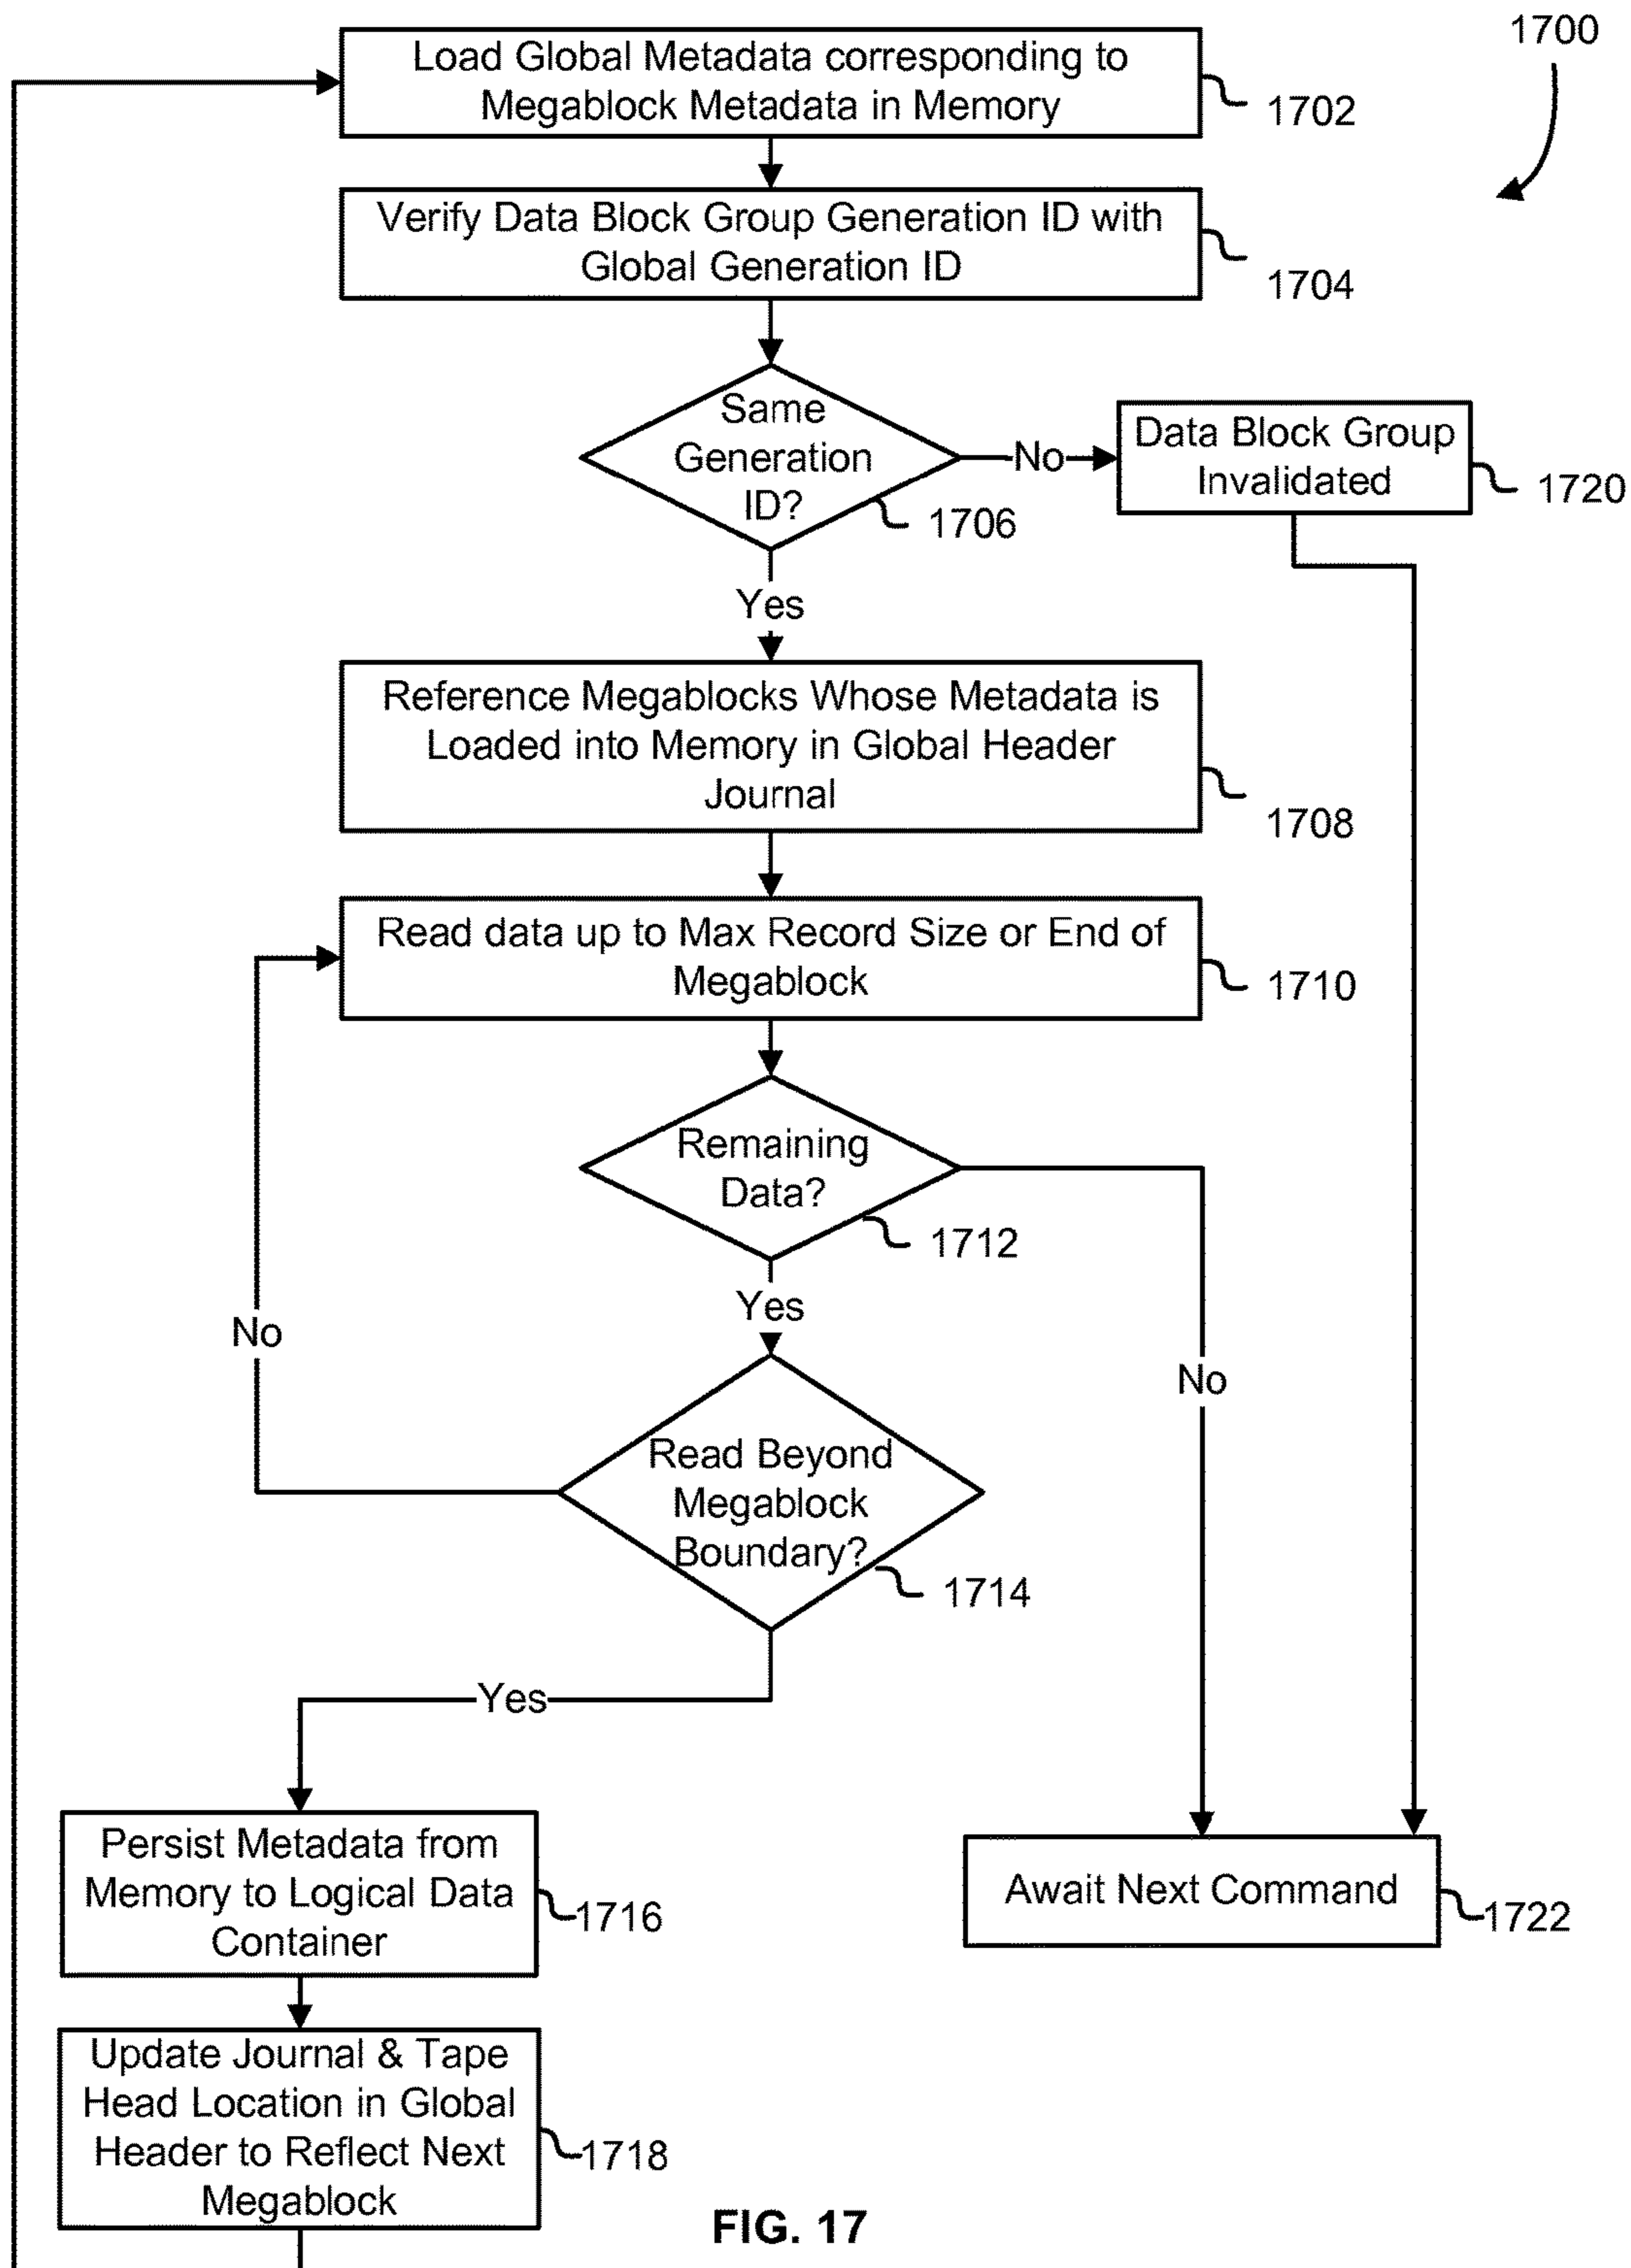 1700
Load Global Metadata corresponding to
Megablock Metadata in Memory
1702
Verify Data Block Group Generation ID with
Global Generation ID
1704
Same
Generation
ID?
1706
No
Data Block Group
Invalidated
1720
Yes
Reference Megablocks Whose Metadata is
Loaded into Memory in Global Header
Journal
1708
Read data up to Max Record Size or End of
Megablock
1710
Remaining
Data?
1712
Yes
No
No
Read Beyond
Megablock
Boundary?
1714
Yes
Persist Metadata from
Memory to Logical Data
Container
1716
Await Next Command
1722
Update Journal & Tape
Head Location in Global
Header to Reflect Next
Megablock
1718
FIG. 17